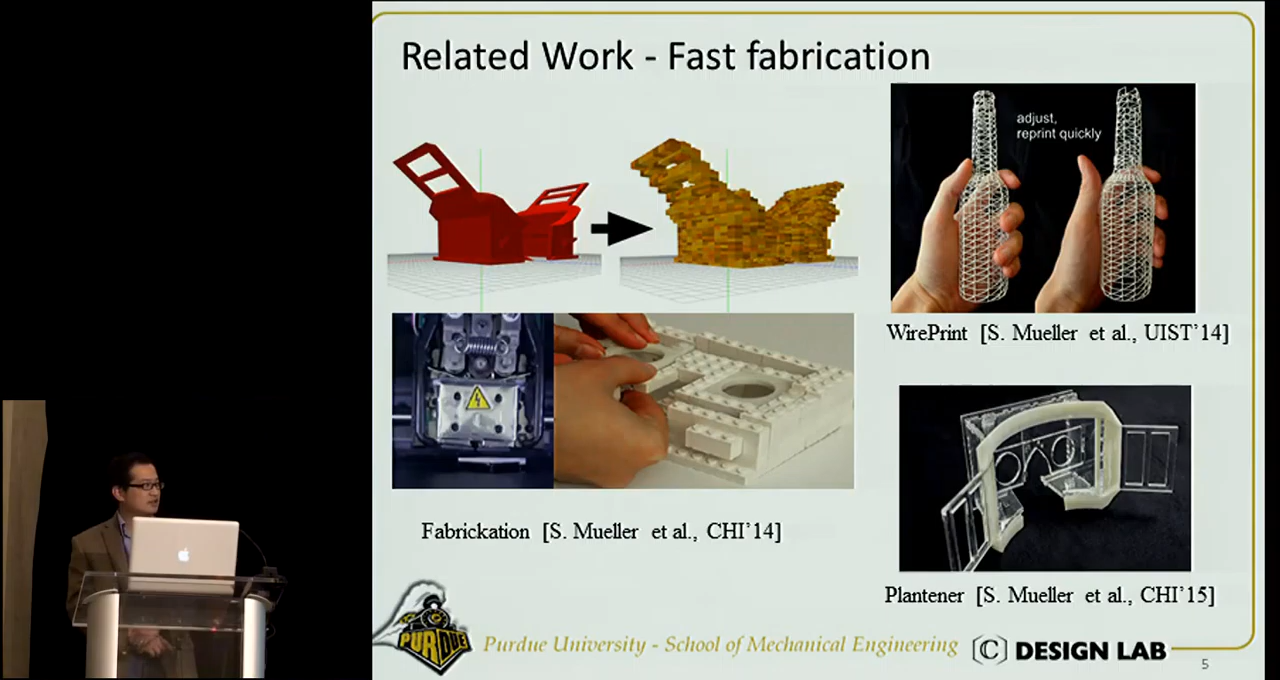 Related Work - Fast fabrication
adjust,
reprint quickly
WirePrint [S. Mueller et al., UIST'14]
Fabrickation [S. Mueller et al., CHI'14]
Plantener [S. Mueller et al., CHI'15]
PURDUE
Purdue University - School of Mechanical Engineering
[C] DESIGN LAB
5